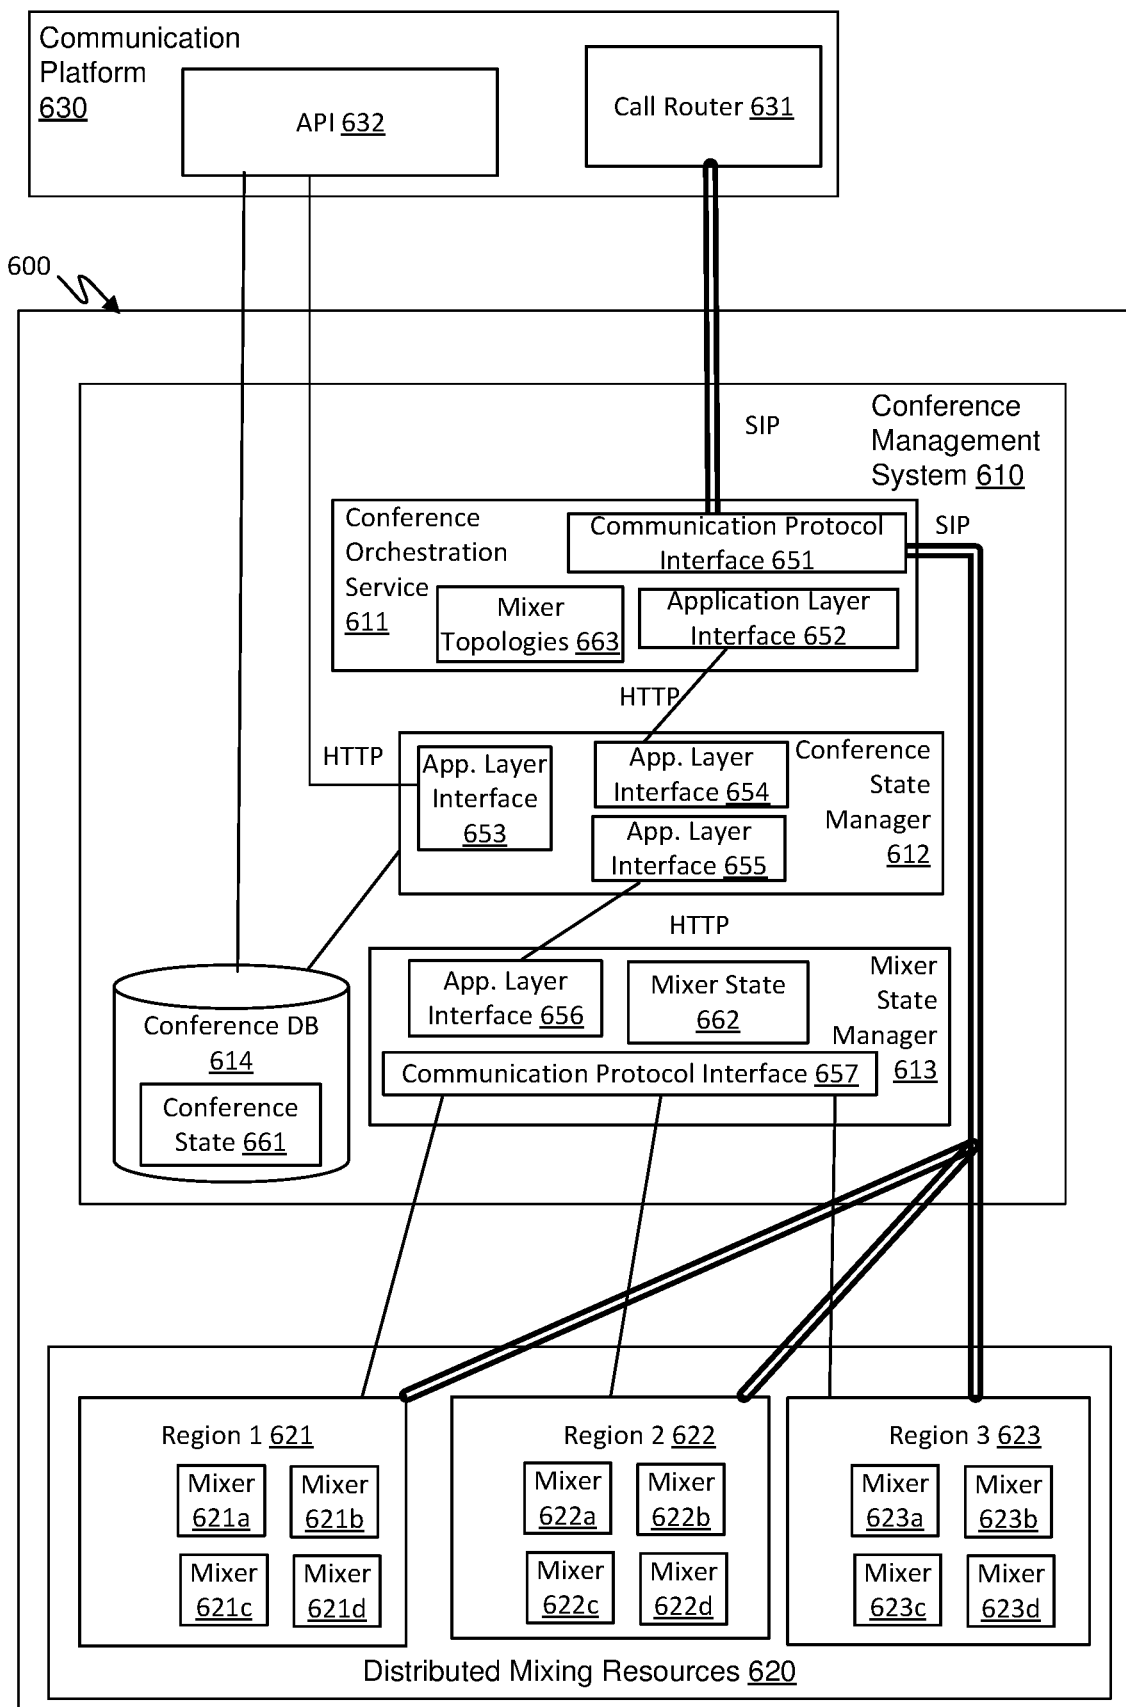 Communication
Platform
630
API 632
Call Router 631
600
SIP
Conference
Management
System 610
Conference
Orchestration
Service
611
Communication Protocol
Interface 651
SIP
Mixer
Topologies 663
Application Layer
Interface 652
HTTP
HTTP
App. Layer
Interface
653
App. Layer
Interface 654
App. Layer
Interface 655
Conference
State
Manager
612
HTTP
App. Layer
Interface 656
Mixer State
662
Mixer
State
Manager
613
Communication Protocol Interface 657
Conference DB
614
Conference
State 661
Region 1 621
Mixer
621a
Mixer
621b
Mixer
621c
Mixer
621d
Region 2 622
Mixer
622a
Mixer
622b
Mixer
622c
Mixer
622d
Region 3 623
Mixer
623a
Mixer
623b
Mixer
623c
Mixer
623d
Distributed Mixing Resources 620